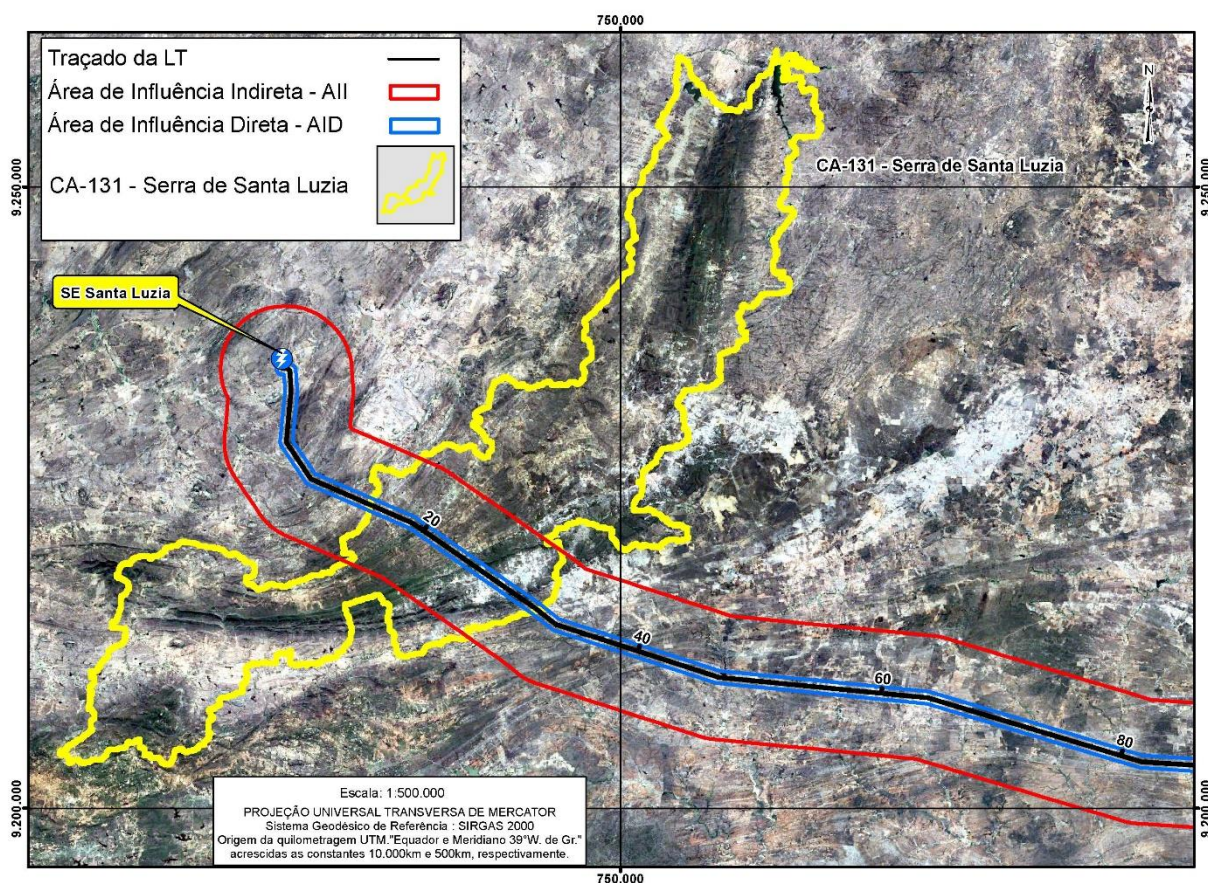 750.000
Traçado da LT
Área de Influência Indireta - AII
Área de Influência Direta - AID
CA-131 - Serra de Santa Luzia
N
CA-131 - Serra de Santa Luzia
9.250.000
9.250.000
SE Santa Luzia
20
40
60
80
9.200.000
9.200.000
Escala: 1:500.000
PROJEÇÃO UNIVERSAL TRANSVERSA DE MERCATOR
Sistema Geodésico de Referência : SIRGAS 2000
Origem da quilometragem UTM."Equador e Meridiano 39°W. de Gr."
acrescidas as constantes 10.000km e 500km, respectivamente.
750.000